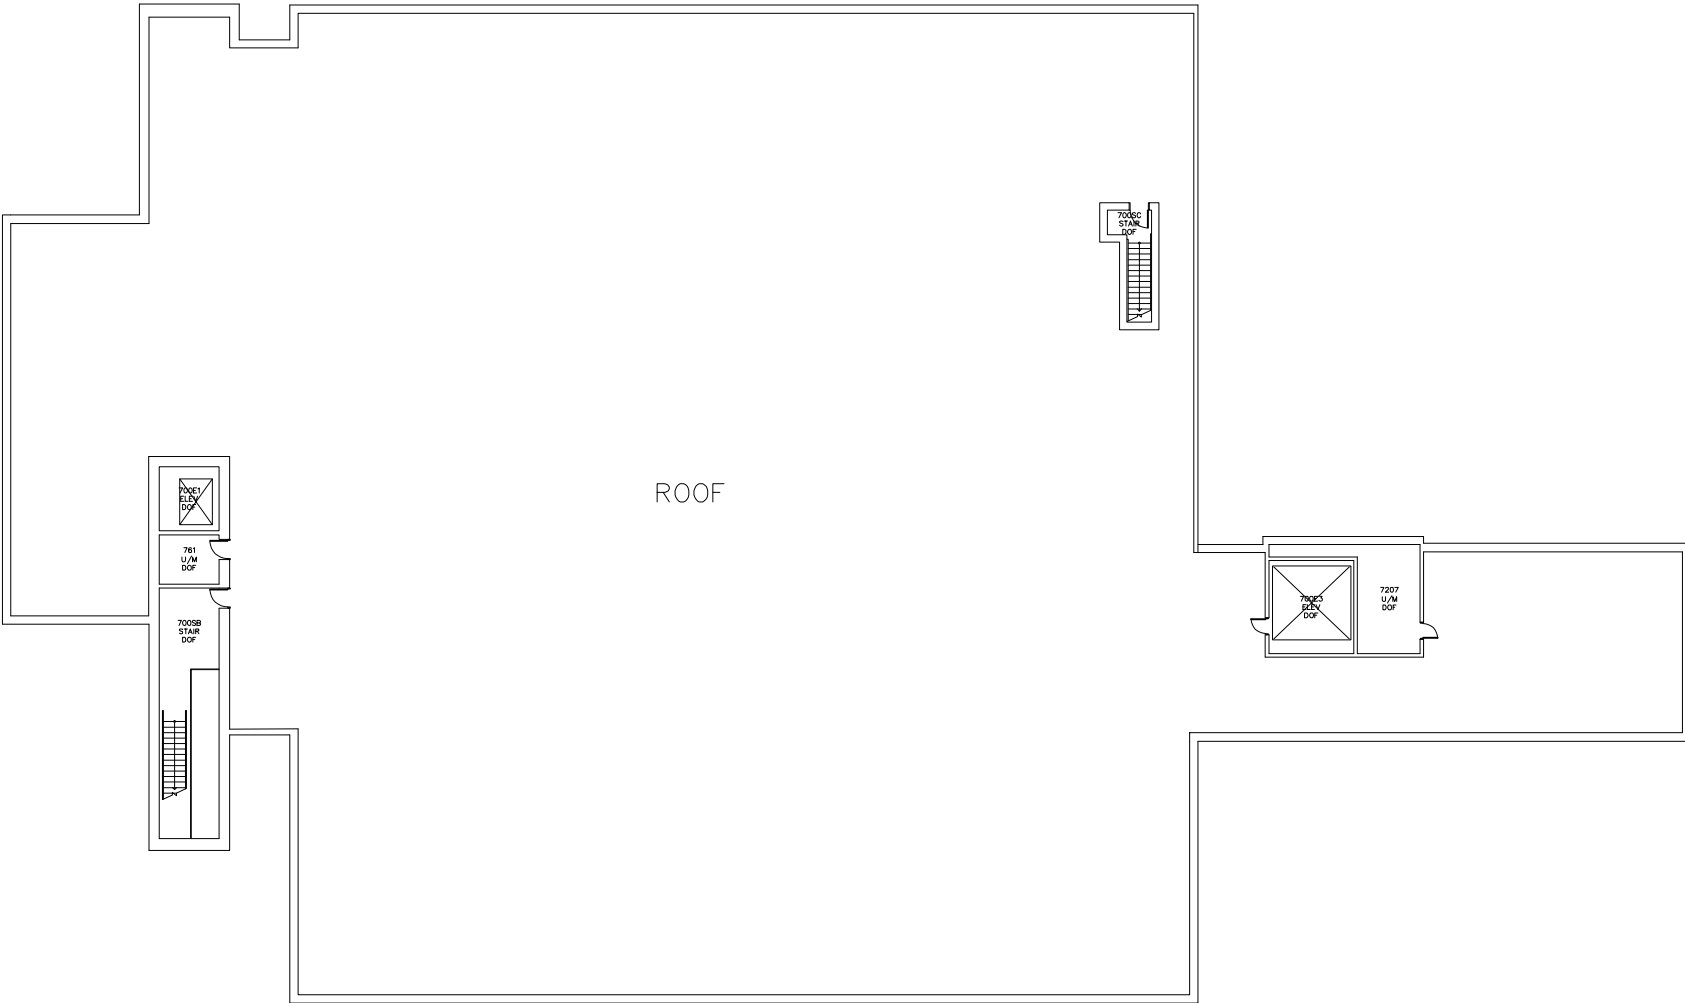 700SC
STAIR
DOF
700E1
ELEV
DOF
ROOF
761
U/M
DOF
700E3
ELEV
DOF
7207
U/M
DOF
700SB
STAIR
DOF